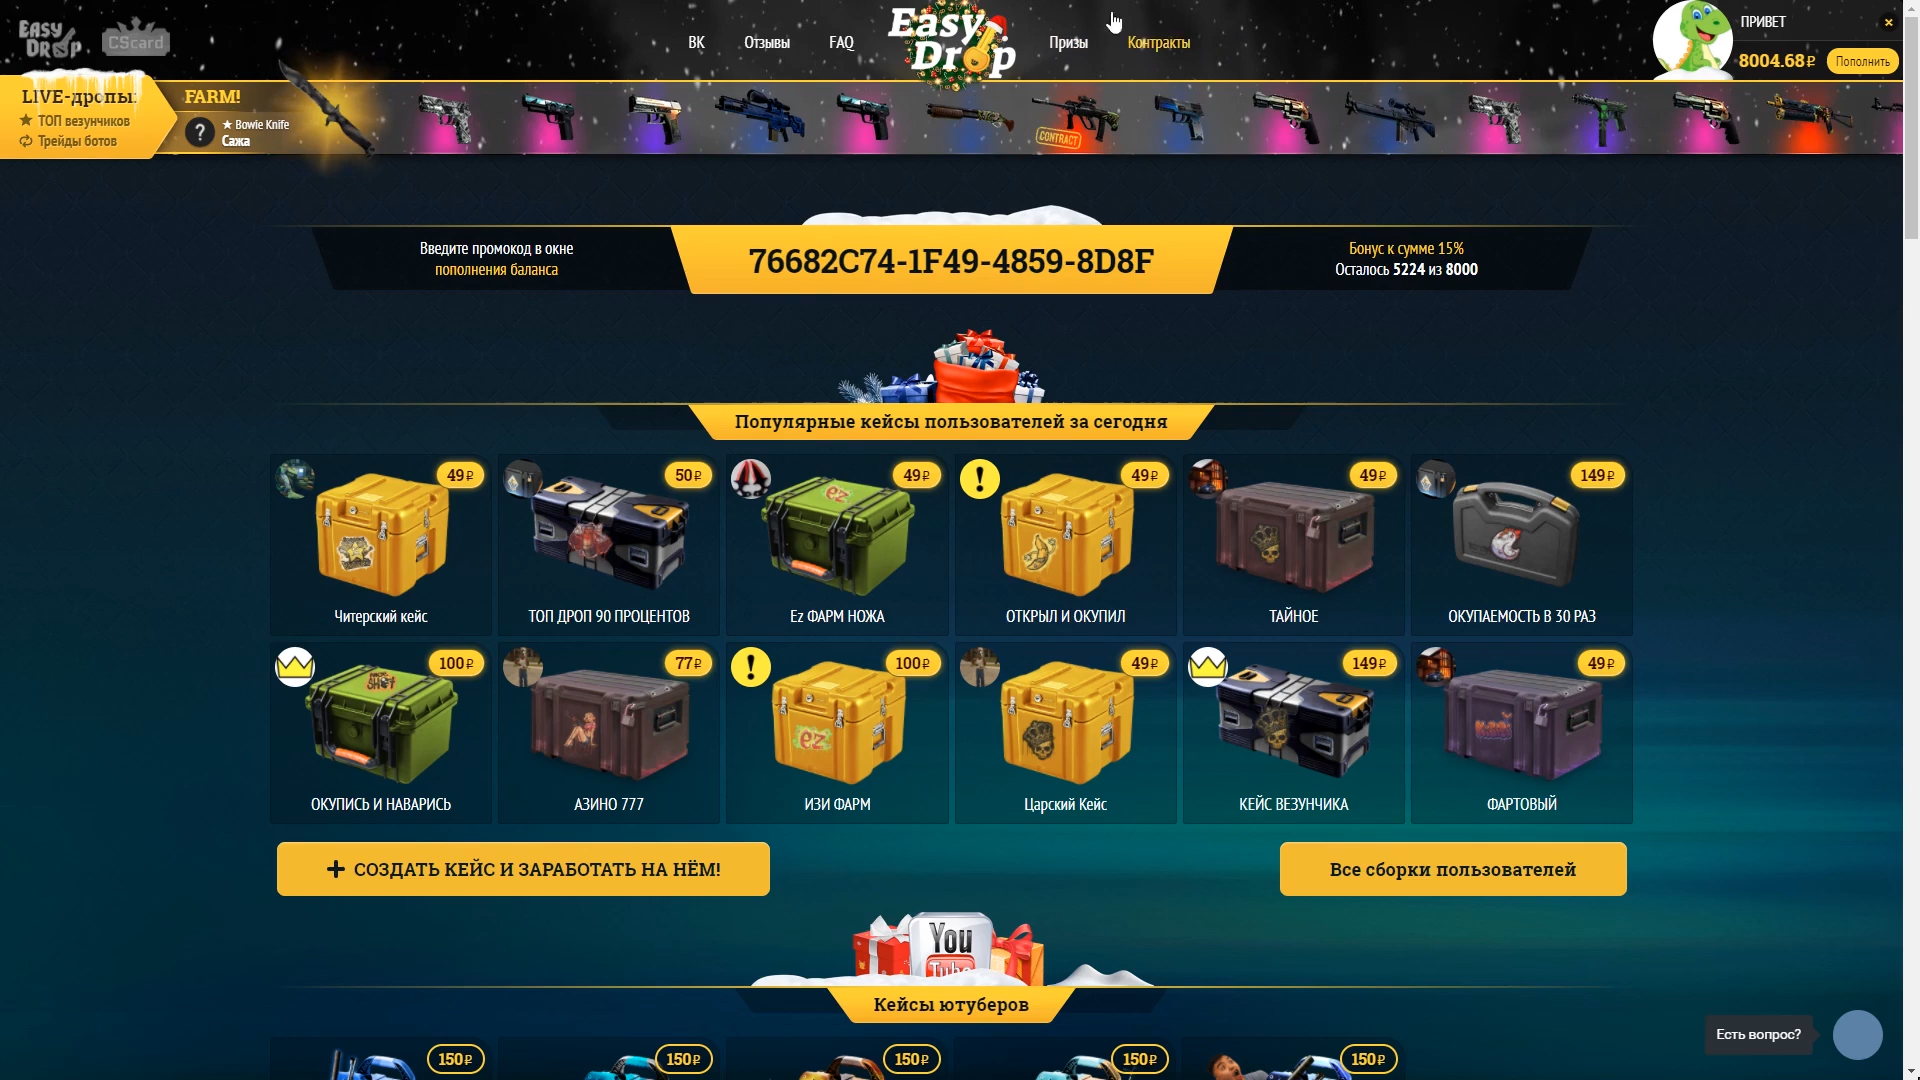 EASY DROP
CScard
ВК
Отзывы
FAQ
Easy Drop
Призы
Контракты
ПРИВЕТ
8004.68₽
Пополнить
LIVE-дропы:
ТОП везунчиков
Трейды ботов
FARM!
?
★ Bowie Knife
Сажа
CONTRACT
Введите промокод в окне
пополнения баланса
76682C74-1F49-4859-8D8F
Бонус к сумме 15%
Осталось 5224 из 8000
Популярные кейсы пользователей за сегодня
49₽
50₽
49₽
49₽
49₽
149₽
ez
Читерский кейс
ТОП ДРОП 90 ПРОЦЕНТОВ
Ez ФАРМ НОЖА
ОТКРЫЛ И ОКУПИЛ
ТАЙНОЕ
ОКУПАЕМОСТЬ В 30 РАЗ
100₽
77₽
100₽
49₽
149₽
49₽
ez
ОКУПИСЬ И НАВАРИСЬ
АЗИНО 777
ИЗИ ФАРМ
Царский Кейс
КЕЙС ВЕЗУНЧИКА
ФАРТОВЫЙ
+ СОЗДАТЬ КЕЙС И ЗАРАБОТАТЬ НА НЁМ!
Все сборки пользователей
You
Tube
Кейсы ютуберов
150₽
150₽
150₽
150₽
150₽
Есть вопрос?